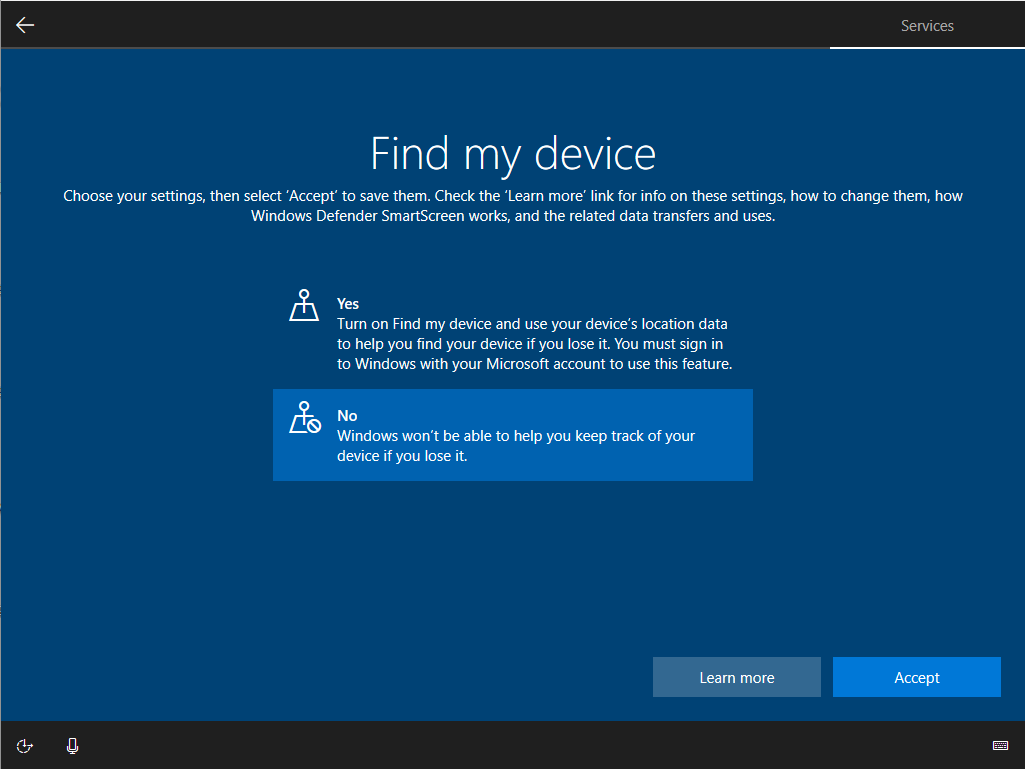 Services
Find my device
Choose your settings, then select ‘Accept’ to save them. Check the ‘Learn more’ link for info on these settings, how to change them, how
Windows Defender SmartScreen works, and the related data transfers and uses.
Yes
Turn on Find my device and use your device’s location data
to help you find your device if you lose it. You must sign in
to Windows with your Microsoft account to use this feature.
No
Windows won’t be able to help you keep track of your
device if you lose it.
Learn more
Accept